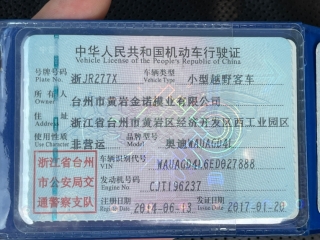 中华人民共和国机动车行驶证
Vehicle License of the People's Republic of China
号牌号码 浙JR277X 车辆类型 小型越野客车
Plate No. Vehicle Type
所有人 台州市黄岩金诺模业有限公司
Owner
住址 浙江省台州市黄岩区经济开发区西工业园区
Address
使用性质 非营运 品牌型号 奥迪WAUAGD4L
Use Character Model
浙江省台州市公安局交通警察支队
车辆识别代号 WAUAGD4L6ED027888
VIN
发动机号码 CJT196237
Engine No.
注册日期 2014-06-13 发证日期 2017-01-20
Register Date Issue Date